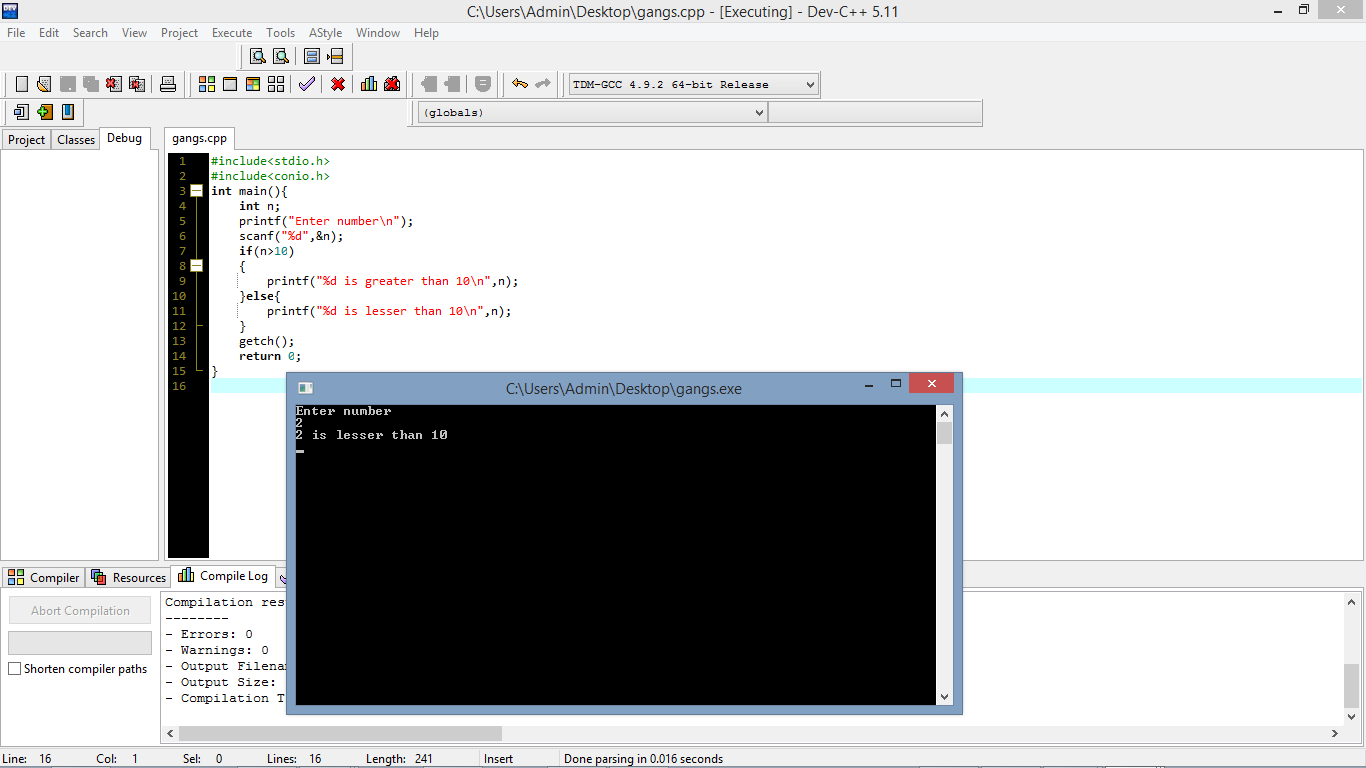 C:\Users\Admin\Desktop\gangs.cpp - [Executing] - Dev-C++ 5.11
File Edit Search View Project Execute Tools AStyle Window Help
TDM-GCC 4.9.2 64-bit Release
(globals)
Project Classes Debug
gangs.cpp
1 #include<stdio.h>
2 #include<conio.h>
3 int main(){
4 int n;
5 printf("Enter number\n");
6 scanf("%d",&n);
7 if(n>10)
8 {
9 printf("%d is greater than 10\n",n);
10 }else{
11 printf("%d is lesser than 10\n",n);
12 }
13 getch();
14 return 0;
15 }
16
C:\Users\Admin\Desktop\gangs.exe
Enter number
2
2 is lesser than 10
Compiler Resources Compile Log
Abort Compilation
Shorten compiler paths
Compilation res
--------
- Errors: 0
- Warnings: 0
- Output Filena
- Output Size:
- Compilation T
Line: 16 Col: 1 Sel: 0 Lines: 16 Length: 241 Insert Done parsing in 0.016 seconds